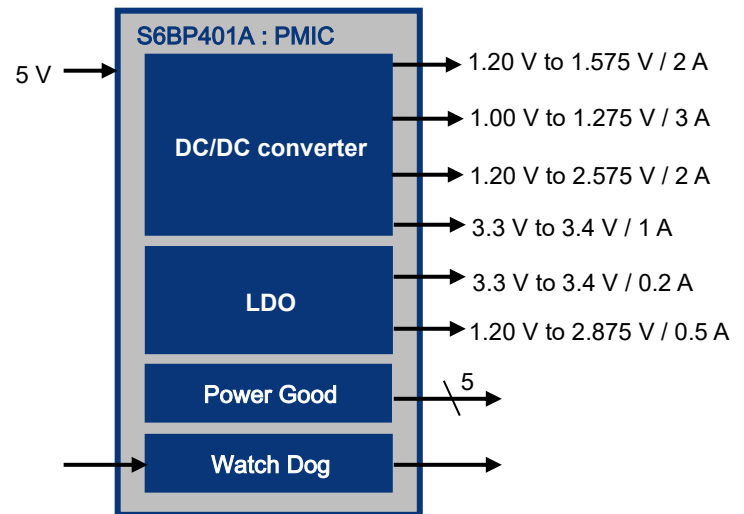 S6BP401A : PMIC
5 V
DC/DC converter
1.20 V to 1.575 V / 2 A
1.00 V to 1.275 V / 3 A
1.20 V to 2.575 V / 2 A
3.3 V to 3.4 V / 1 A
LDO
3.3 V to 3.4 V / 0.2 A
1.20 V to 2.875 V / 0.5 A
Power Good
5
Watch Dog